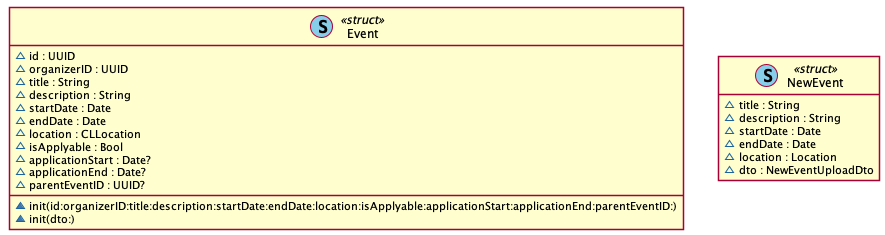 S
«struct»
Event
id : UUID
organizerID : UUID
title : String
description : String
startDate : Date
endDate : Date
location : CLLocation
isApplyable : Bool
applicationStart : Date?
applicationEnd : Date?
parentEventID : UUID?
init(id:organizerID:title:description:startDate:endDate:location:isApplyable:applicationStart:applicationEnd:parentEventID:)
init(dto:)
S
«struct»
NewEvent
title : String
description : String
startDate : Date
endDate : Date
location : Location
dto : NewEventUploadDto